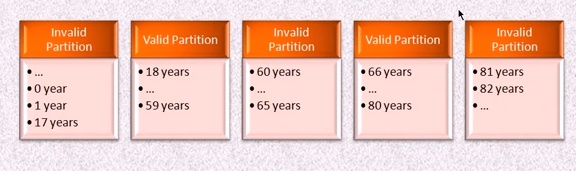 Invalid
Partition
• ...
• 0 year
• 1 year
• 17 years
Valid Partition
• 18 years
• ...
• 59 years
Invalid
Partition
• 60 years
• ...
• 65 years
Valid Partition
• 66 years
• ...
• 80 years
Invalid
Partition
• 81 years
• 82 years
• ...